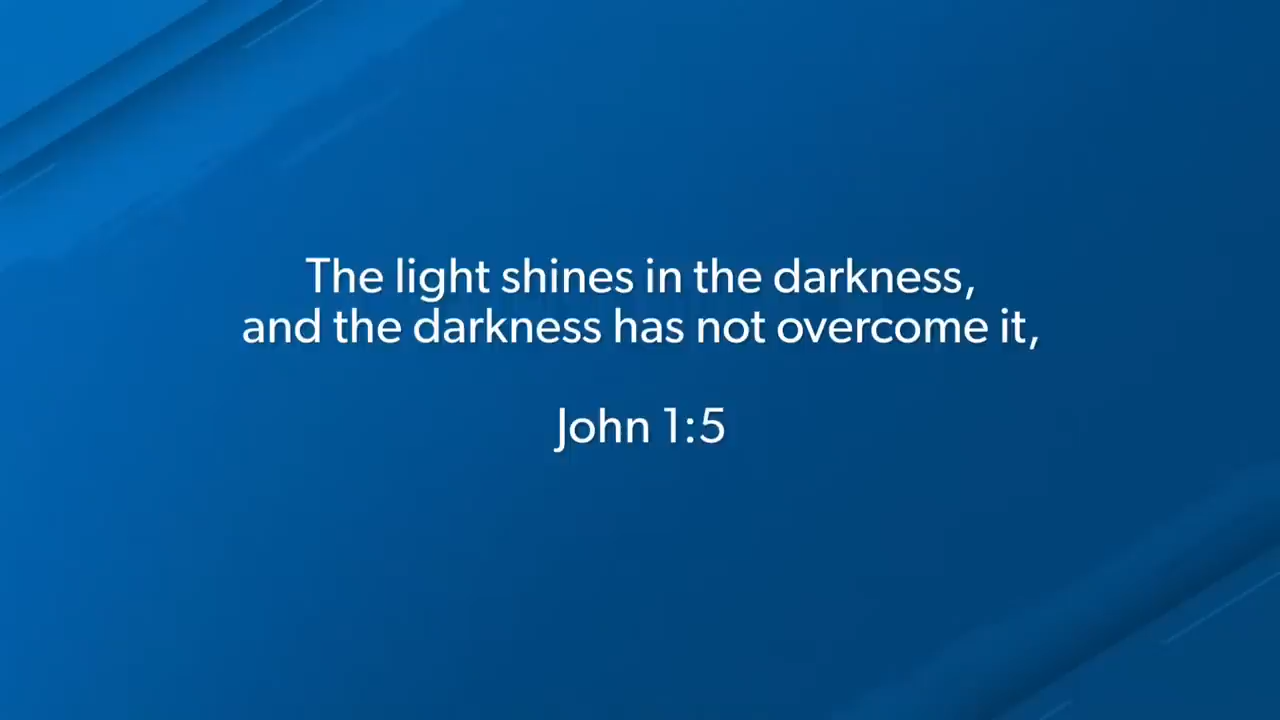 The light shines in the darkness,
and the darkness has not overcome it,
John 1:5